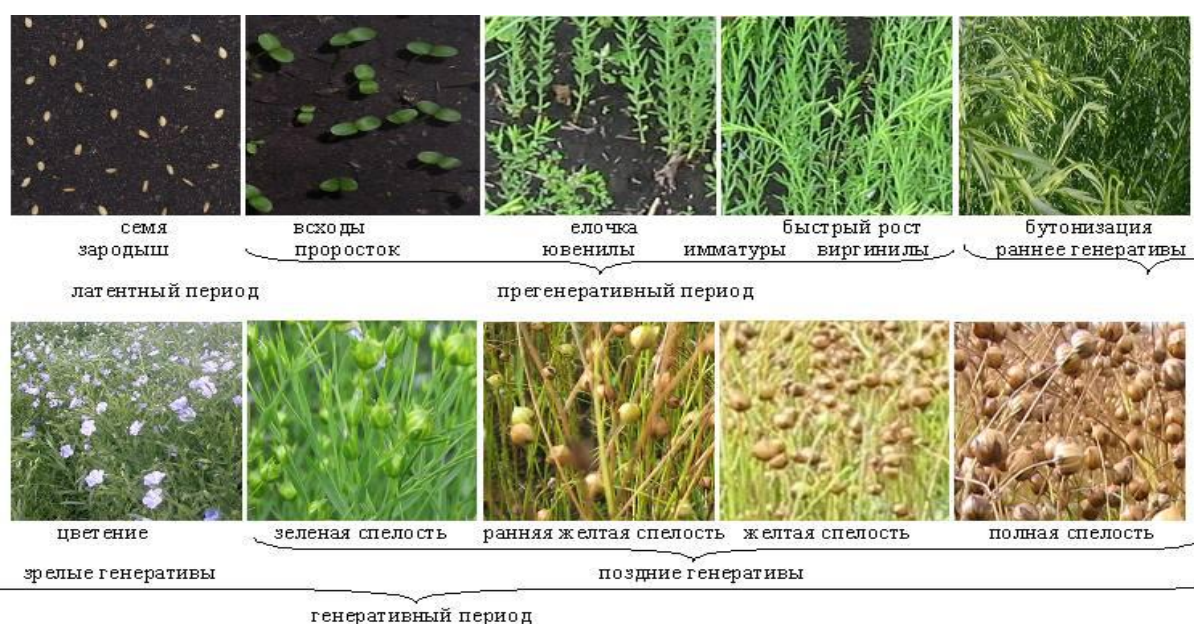 семя всходы елочка быстрый рост бутонизация
зародыш проросток ювенилы имматуры виргинилы раннее генеративы
латентный период прегенеративный период
цветение зеленая спелость ранняя желтая спелость желтая спелость полная спелость
зрелые генеративы поздние генеративы
генеративный период